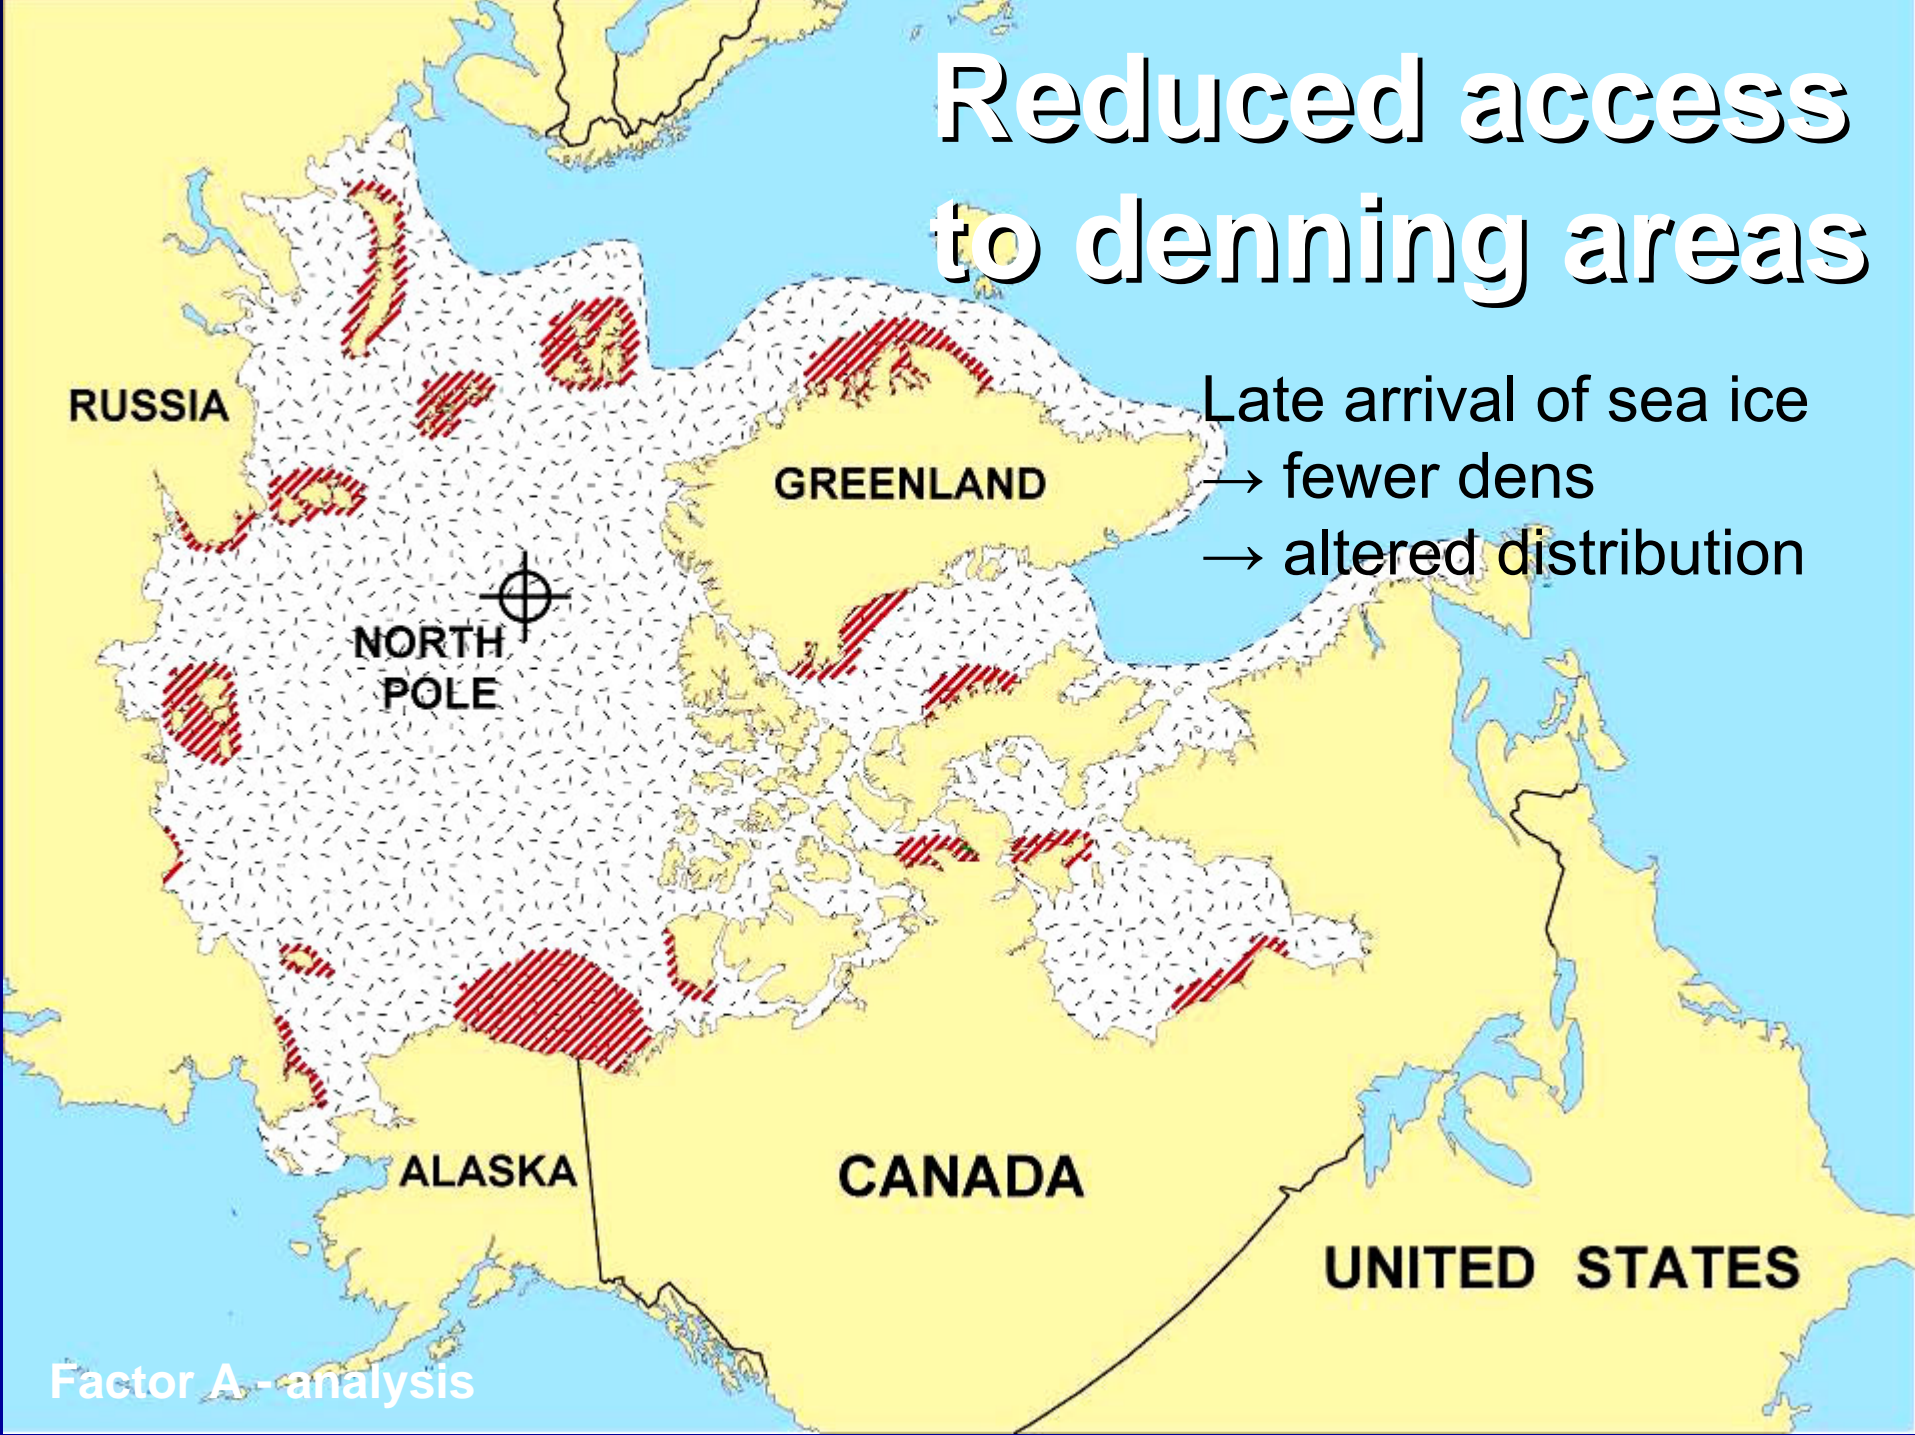 Reduced access
to denning areas
Late arrival of sea ice
→ fewer dens
→ altered distribution
RUSSIA
GREENLAND
NORTH
POLE
ALASKA
CANADA
UNITED STATES
Factor A - analysis